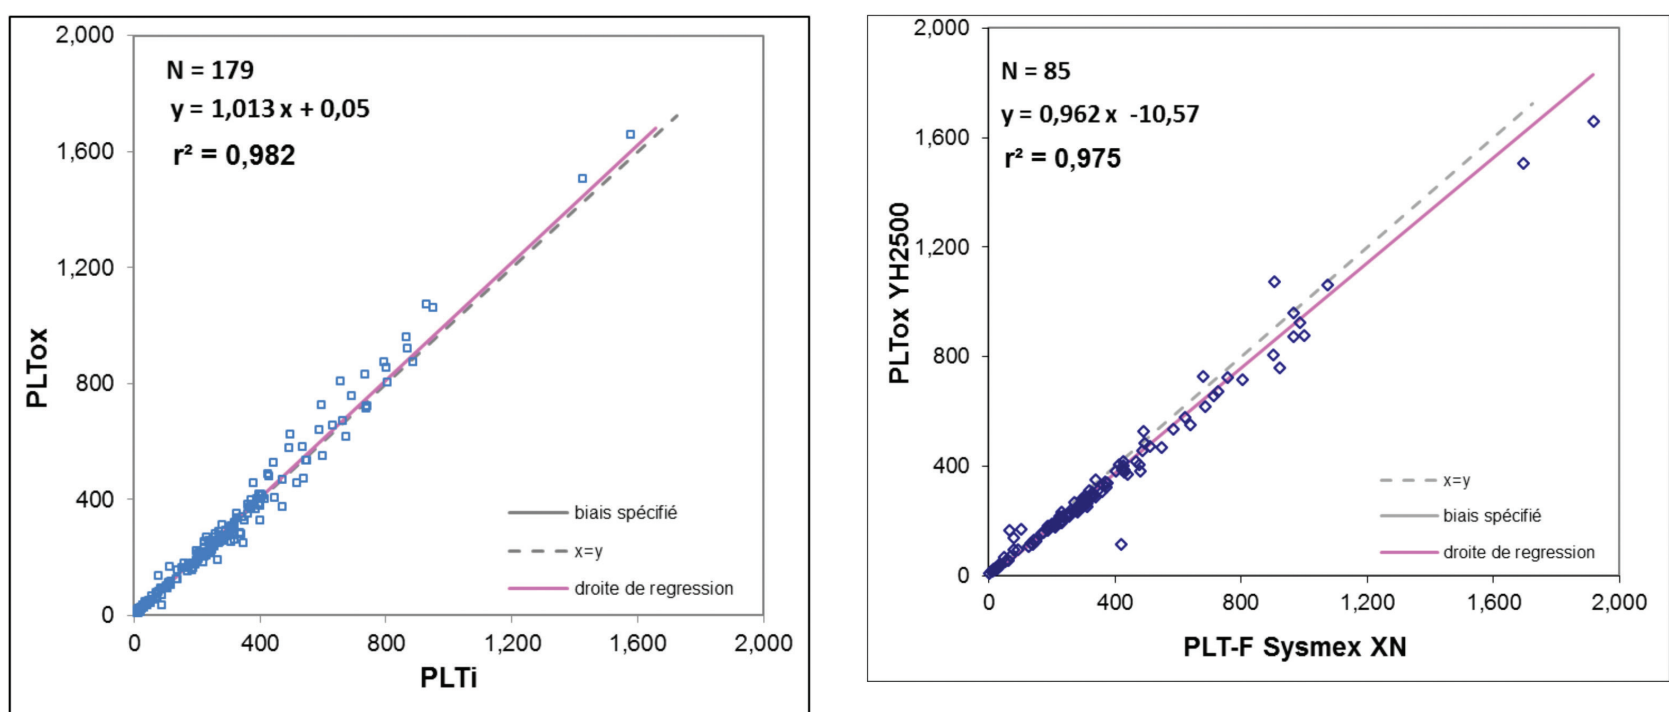 2,000
1,600
1,200
800
400
0
PLTox
N = 179
y = 1,013 x + 0,05
r² = 0,982
biais spécifié
x=y
droite de regression
0 400 800 1,200 1,600 2,000
PLTi
2,000
1,600
1,200
800
400
0
PLTox YH2500
N = 85
y = 0,962 x -10,57
r² = 0,975
x=y
biais spécifié
droite de regression
0 400 800 1,200 1,600 2,000
PLT-F Sysmex XN